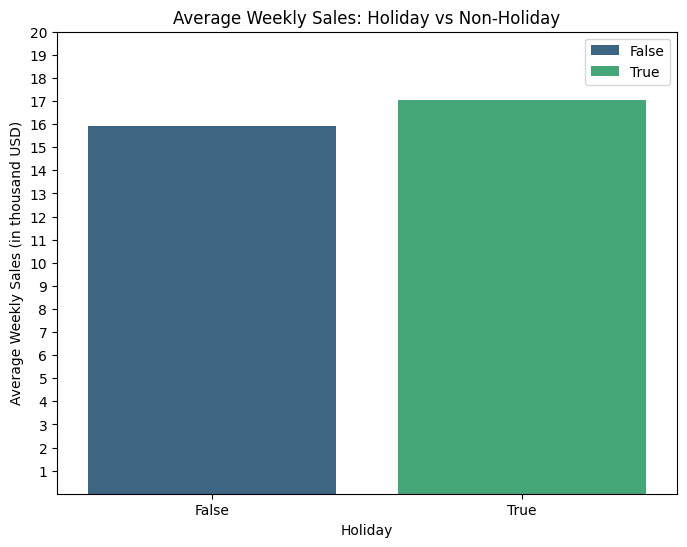 Average Weekly Sales: Holiday vs Non-Holiday
False
True
Average Weekly Sales (in thousand USD)
20
19
18
17
16
15
14
13
12
11
10
9
8
7
6
5
4
3
2
1
False
True
Holiday